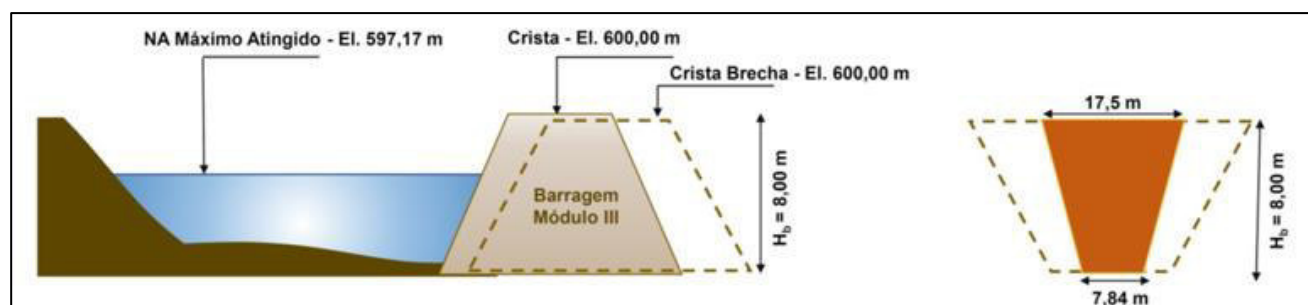 NA Máximo Atingido - El. 597,17 m
Crista - El. 600,00 m
Crista Brecha - El. 600,00 m
Barragem
Módulo III
Hb = 8,00 m
17,5 m
Hb = 8,00 m
7,84 m